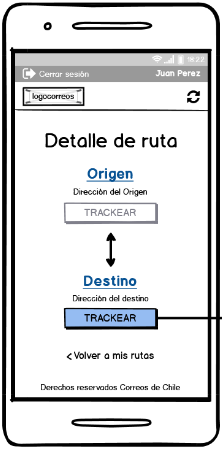 18:22
Cerrar sesión Juan Perez
logocorreos
Detalle de ruta
Origen
Dirección del Origen
TRACKEAR
Destino
Dirección del destino
TRACKEAR
< Volver a mis rutas
Derechos reservados Correos de Chile